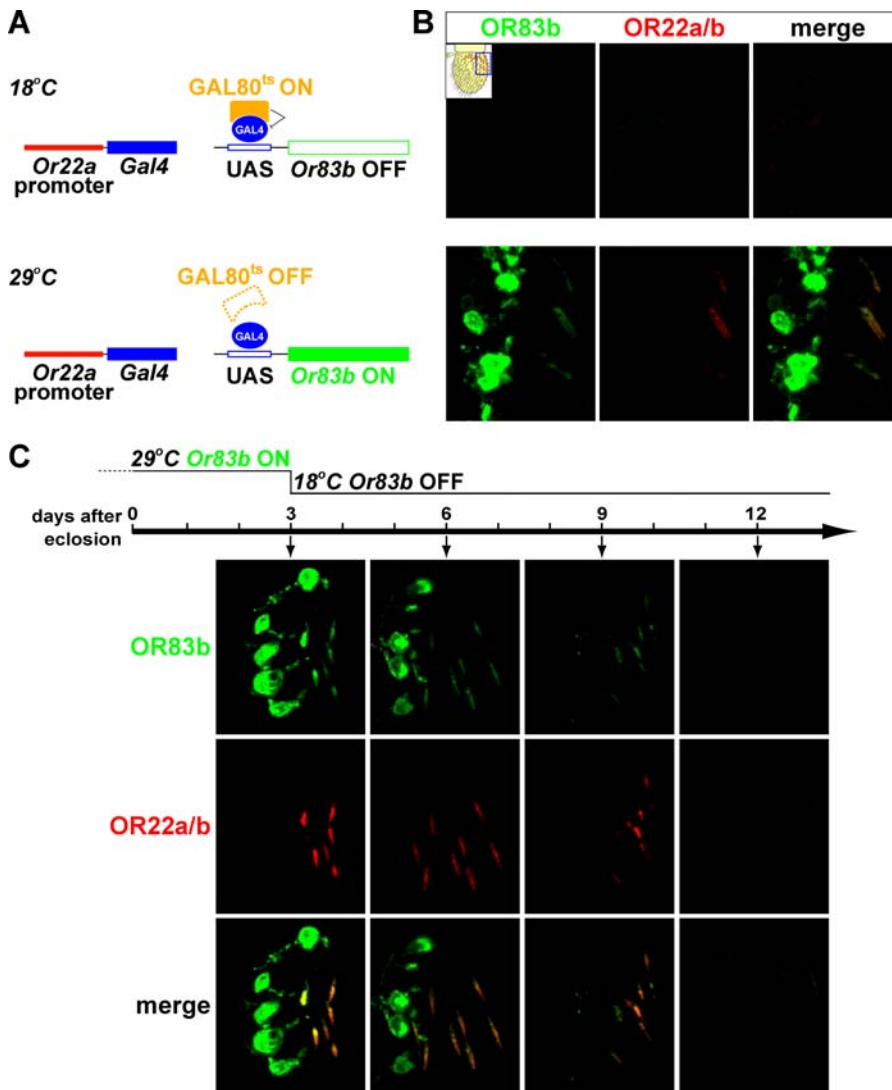 A
18°C
GAL80ts ON
GAL4
Or22a Gal4
promoter
UAS Or83b OFF
29°C
GAL80ts OFF
GAL4
Or22a Gal4
promoter
UAS Or83b ON
B
OR83b OR22a/b merge
C
29°C Or83b ON
18°C Or83b OFF
days after eclosion
0 3 6 9 12
OR83b
OR22a/b
merge